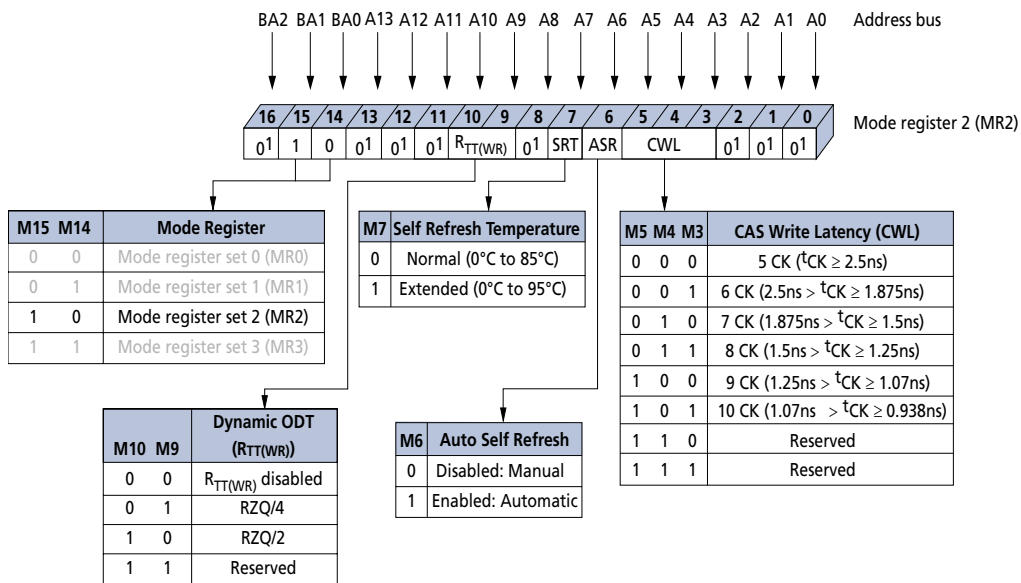 BA2 BA1 BA0 A13 A12 A11 A10 A9 A8 A7 A6 A5 A4 A3 A2 A1 A0 Address bus
16 15 14 13 12 11 10 9 8 7 6 5 4 3 2 1 0
Mode register 2 (MR2)
0¹ 1 0 0¹ 0¹ 0¹ RTT(WR) 0¹ SRT ASR CWL 0¹ 0¹ 0¹
M15 M14 Mode Register
0 0 Mode register set 0 (MR0)
0 1 Mode register set 1 (MR1)
1 0 Mode register set 2 (MR2)
1 1 Mode register set 3 (MR3)
M7 Self Refresh Temperature
0 Normal (0°C to 85°C)
1 Extended (0°C to 95°C)
M5 M4 M3 CAS Write Latency (CWL)
0 0 0 5 CK (tCK ≥ 2.5ns)
0 0 1 6 CK (2.5ns > tCK ≥ 1.875ns)
0 1 0 7 CK (1.875ns > tCK ≥ 1.5ns)
0 1 1 8 CK (1.5ns > tCK ≥ 1.25ns)
1 0 0 9 CK (1.25ns > tCK ≥ 1.07ns)
1 0 1 10 CK (1.07ns > tCK ≥ 0.938ns)
1 1 0 Reserved
1 1 1 Reserved
M10 M9 Dynamic ODT
(RTT(WR))
0 0 RTT(WR) disabled
0 1 RZQ/4
1 0 RZQ/2
1 1 Reserved
M6 Auto Self Refresh
0 Disabled: Manual
1 Enabled: Automatic